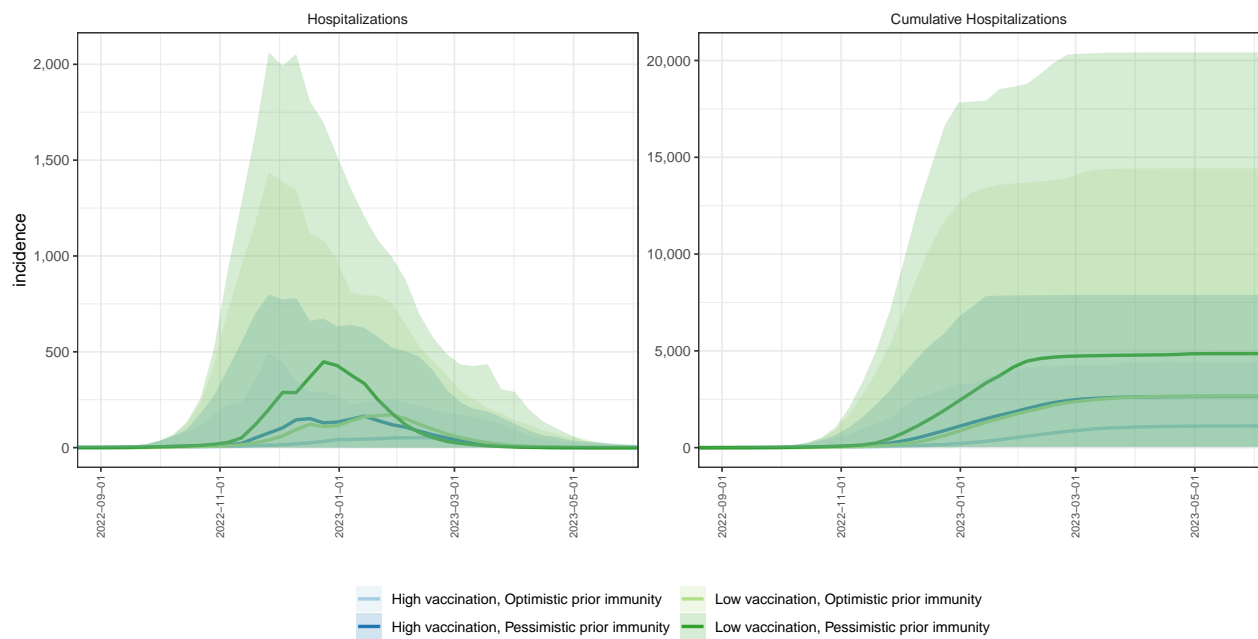 Hospitalizations
Cumulative Hospitalizations
incidence
2,000
1,500
1,000
500
0
20,000
15,000
10,000
5,000
0
2022−09−01
2022−11−01
2023−01−01
2023−03−01
2023−05−01
2022−09−01
2022−11−01
2023−01−01
2023−03−01
2023−05−01
High vaccination, Optimistic prior immunity
Low vaccination, Optimistic prior immunity
High vaccination, Pessimistic prior immunity
Low vaccination, Pessimistic prior immunity